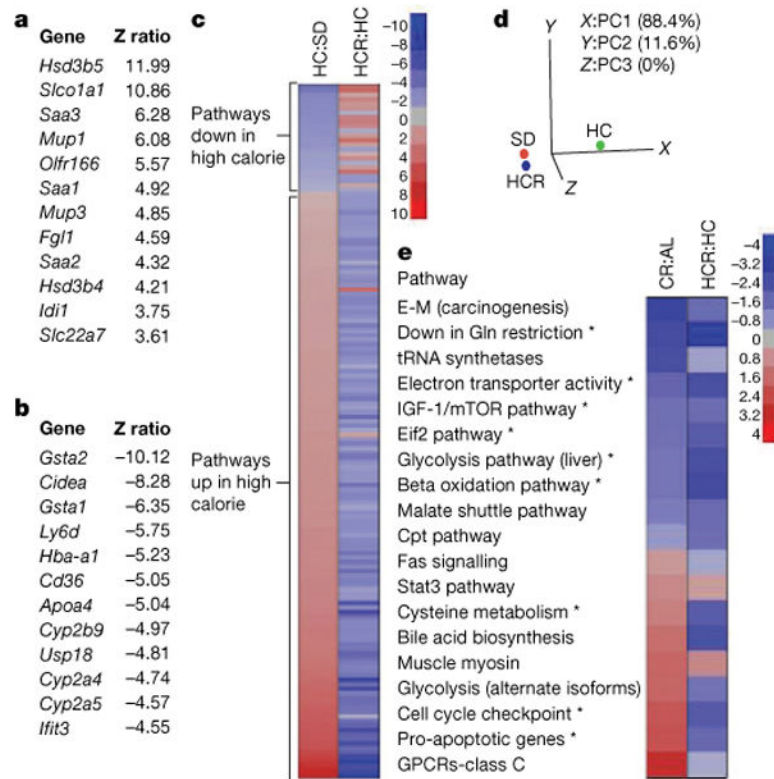 a
Gene Z ratio
Hsd3b5 11.99
Slco1a1 10.86
Saa3 6.28
Mup1 6.08
Olfr166 5.57
Saa1 4.92
Mup3 4.85
Fgl1 4.59
Saa2 4.32
Hsd3b4 4.21
Idi1 3.75
Slc22a7 3.61
b
Gene Z ratio
Gsta2 −10.12
Cidea −8.28
Gsta1 −6.35
Ly6d −5.75
Hba-a1 −5.23
Cd36 −5.05
Apoa4 −5.04
Cyp2b9 −4.97
Usp18 −4.81
Cyp2a4 −4.74
Cyp2a5 −4.57
Ifit3 −4.55
c
HC:SD
HCR:HC
Pathways
down in
high calorie
Pathways
up in high
calorie
−10
−8
−6
−4
−2
0
2
4
6
8
10
d
X:PC1 (88.4%)
Y:PC2 (11.6%)
Z:PC3 (0%)
Y
SD
HC
X
HCR
Z
e
CR:AL
HCR:HC
Pathway
E-M (carcinogenesis)
Down in Gln restriction *
tRNA synthetases
Electron transporter activity *
IGF-1/mTOR pathway *
Eif2 pathway *
Glycolysis pathway (liver) *
Beta oxidation pathway *
Malate shuttle pathway
Cpt pathway
Fas signalling
Stat3 pathway
Cysteine metabolism *
Bile acid biosynthesis
Muscle myosin
Glycolysis (alternate isoforms)
Cell cycle checkpoint *
Pro-apoptotic genes *
GPCRs-class C
−4
−3.2
−2.4
−1.6
−0.8
0
0.8
1.6
2.4
3.2
4